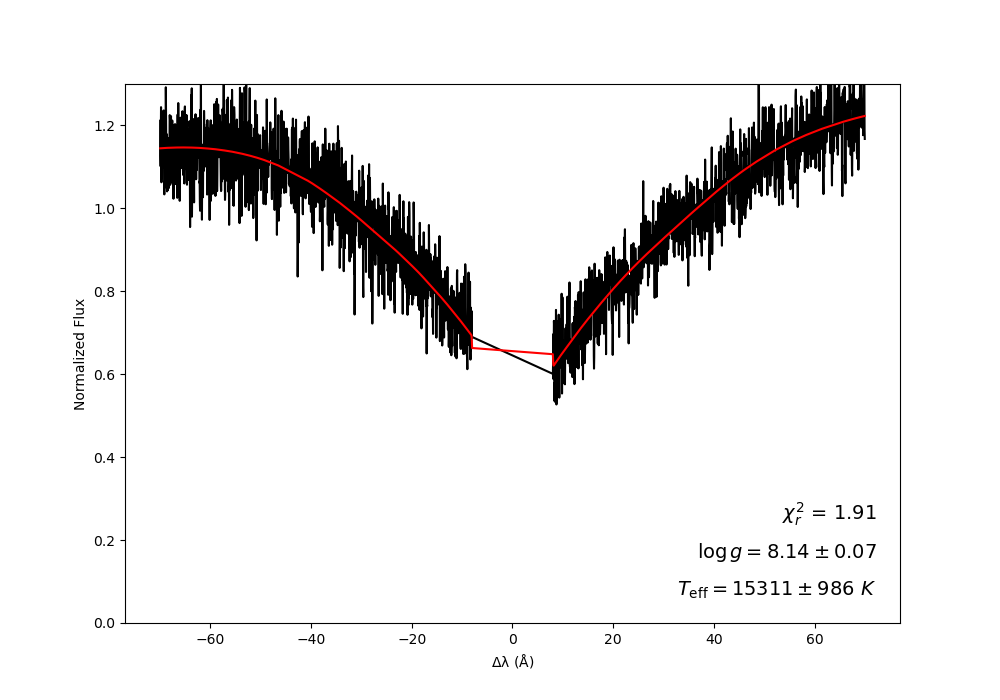 1.2
1.0
0.8
0.6
0.4
0.2
0.0
Normalized Flux
χ²ᵣ = 1.91
log g = 8.14 ± 0.07
T_eff = 15311 ± 986 K
−60 −40 −20 0 20 40 60
Δλ (Å)